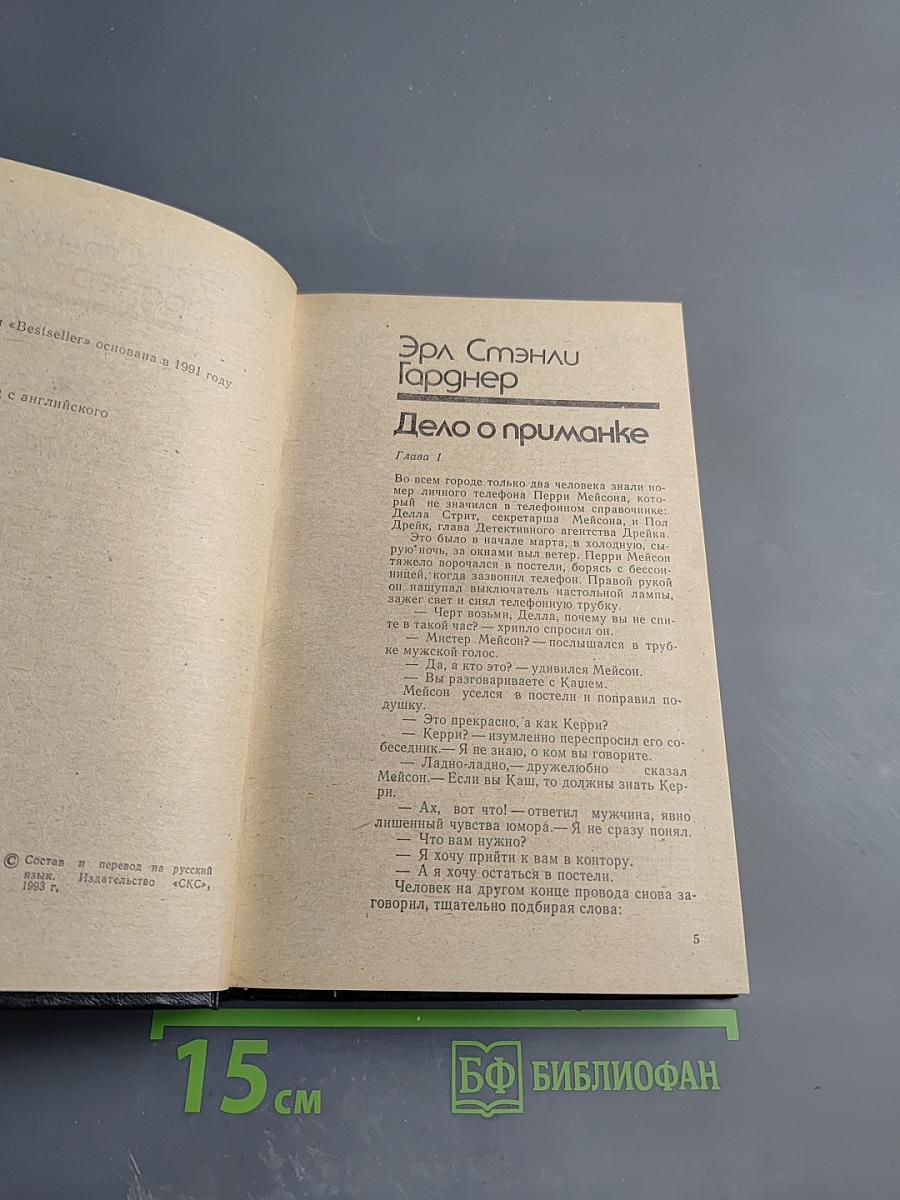 «Bestseller» основана в 1991 году
с английского
© Состав и перевод на русский
язык. Издательство «СКС»,
1993 г.
Эрл Стэнли
Гарднер
Дело о приманке
Глава 1
Во всем городе только два человека знали но-
мер личного телефона Перри Мейсона, кото-
рый не значился в телефонном справочнике:
Делла Стрит, секретарша Мейсона, и Пол
Дрейк, глава Детективного агентства Дрейка.
Это было в начале марта, в холодную, сы-
рую ночь, за окнами выл ветер. Перри Мейсон
тяжело ворочался в постели, борясь с бессон-
ницей, когда зазвонил телефон. Правой рукой
он нащупал выключатель настольной лампы,
зажег свет и снял телефонную трубку.
— Черт возьми, Делла, почему вы не спи-
те в такой час? — хрипло спросил он.
— Мистер Мейсон? — послышался в труб-
ке мужской голос.
— Да, а кто это? — удивился Мейсон.
— Вы разговариваете с Кашем.
Мейсон уселся в постели и поправил по-
душку.
— Это прекрасно, а как Керри?
— Керри? — изумленно переспросил его со-
беседник.— Я не знаю, о ком вы говорите.
— Ладно-ладно,— дружелюбно сказал
Мейсон.— Если вы Каш, то должны знать Кер-
ри.
— Ах, вот что! — ответил мужчина, явно
лишенный чувства юмора.— Я не сразу понял.
— Что вам нужно?
— Я хочу прийти к вам в контору.
— А я хочу остаться в постели.
Человек на другом конце провода снова за-
говорил, тщательно подбирая слова:
5
15 см
БФ БИБЛИОФАН